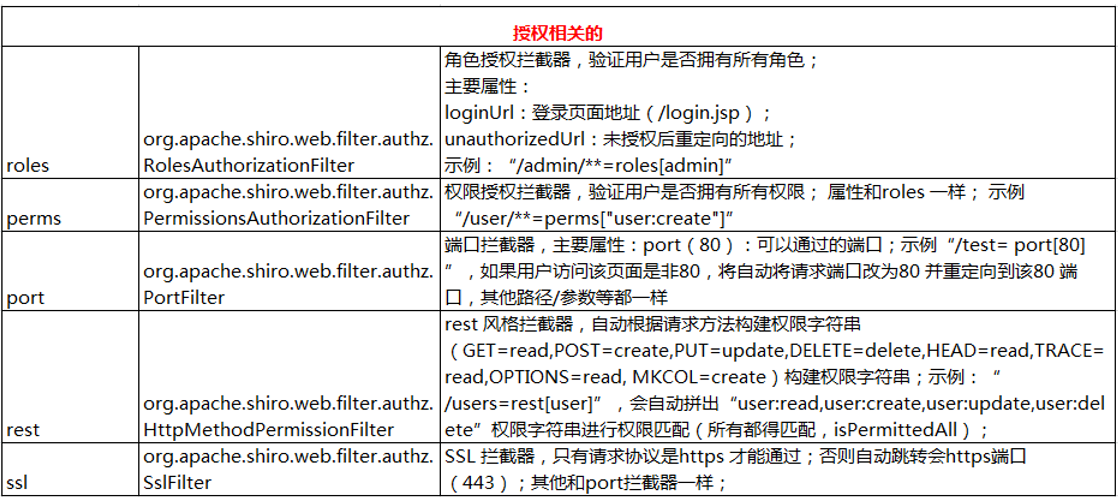 授权相关的
roles
org.apache.shiro.web.filter.authz.
RolesAuthorizationFilter
角色授权拦截器，验证用户是否拥有所有角色；
主要属性：
loginUrl：登录页面地址（/login.jsp）；
unauthorizedUrl：未授权后重定向的地址；
示例：“/admin/**=roles[admin]”
perms
org.apache.shiro.web.filter.authz.
PermissionsAuthorizationFilter
权限授权拦截器，验证用户是否拥有所有权限； 属性和roles 一样； 示例
“/user/**=perms["user:create"]”
port
org.apache.shiro.web.filter.authz.
PortFilter
端口拦截器，主要属性：port（80）：可以通过的端口；示例“/test= port[80]
”，如果用户访问该页面是非80，将自动将请求端口改为80 并重定向到该80 端
口，其他路径/参数等都一样
rest
org.apache.shiro.web.filter.authz.
HttpMethodPermissionFilter
rest 风格拦截器，自动根据请求方法构建权限字符串
（GET=read,POST=create,PUT=update,DELETE=delete,HEAD=read,TRACE=
read,OPTIONS=read, MKCOL=create）构建权限字符串；示例：“
/users=rest[user]”，会自动拼出“user:read,user:create,user:update,user:del
ete”权限字符串进行权限匹配（所有都得匹配，isPermittedAll）；
ssl
org.apache.shiro.web.filter.authz.
SslFilter
SSL 拦截器，只有请求协议是https 才能通过；否则自动跳转会https端口
（443）；其他和port拦截器一样；